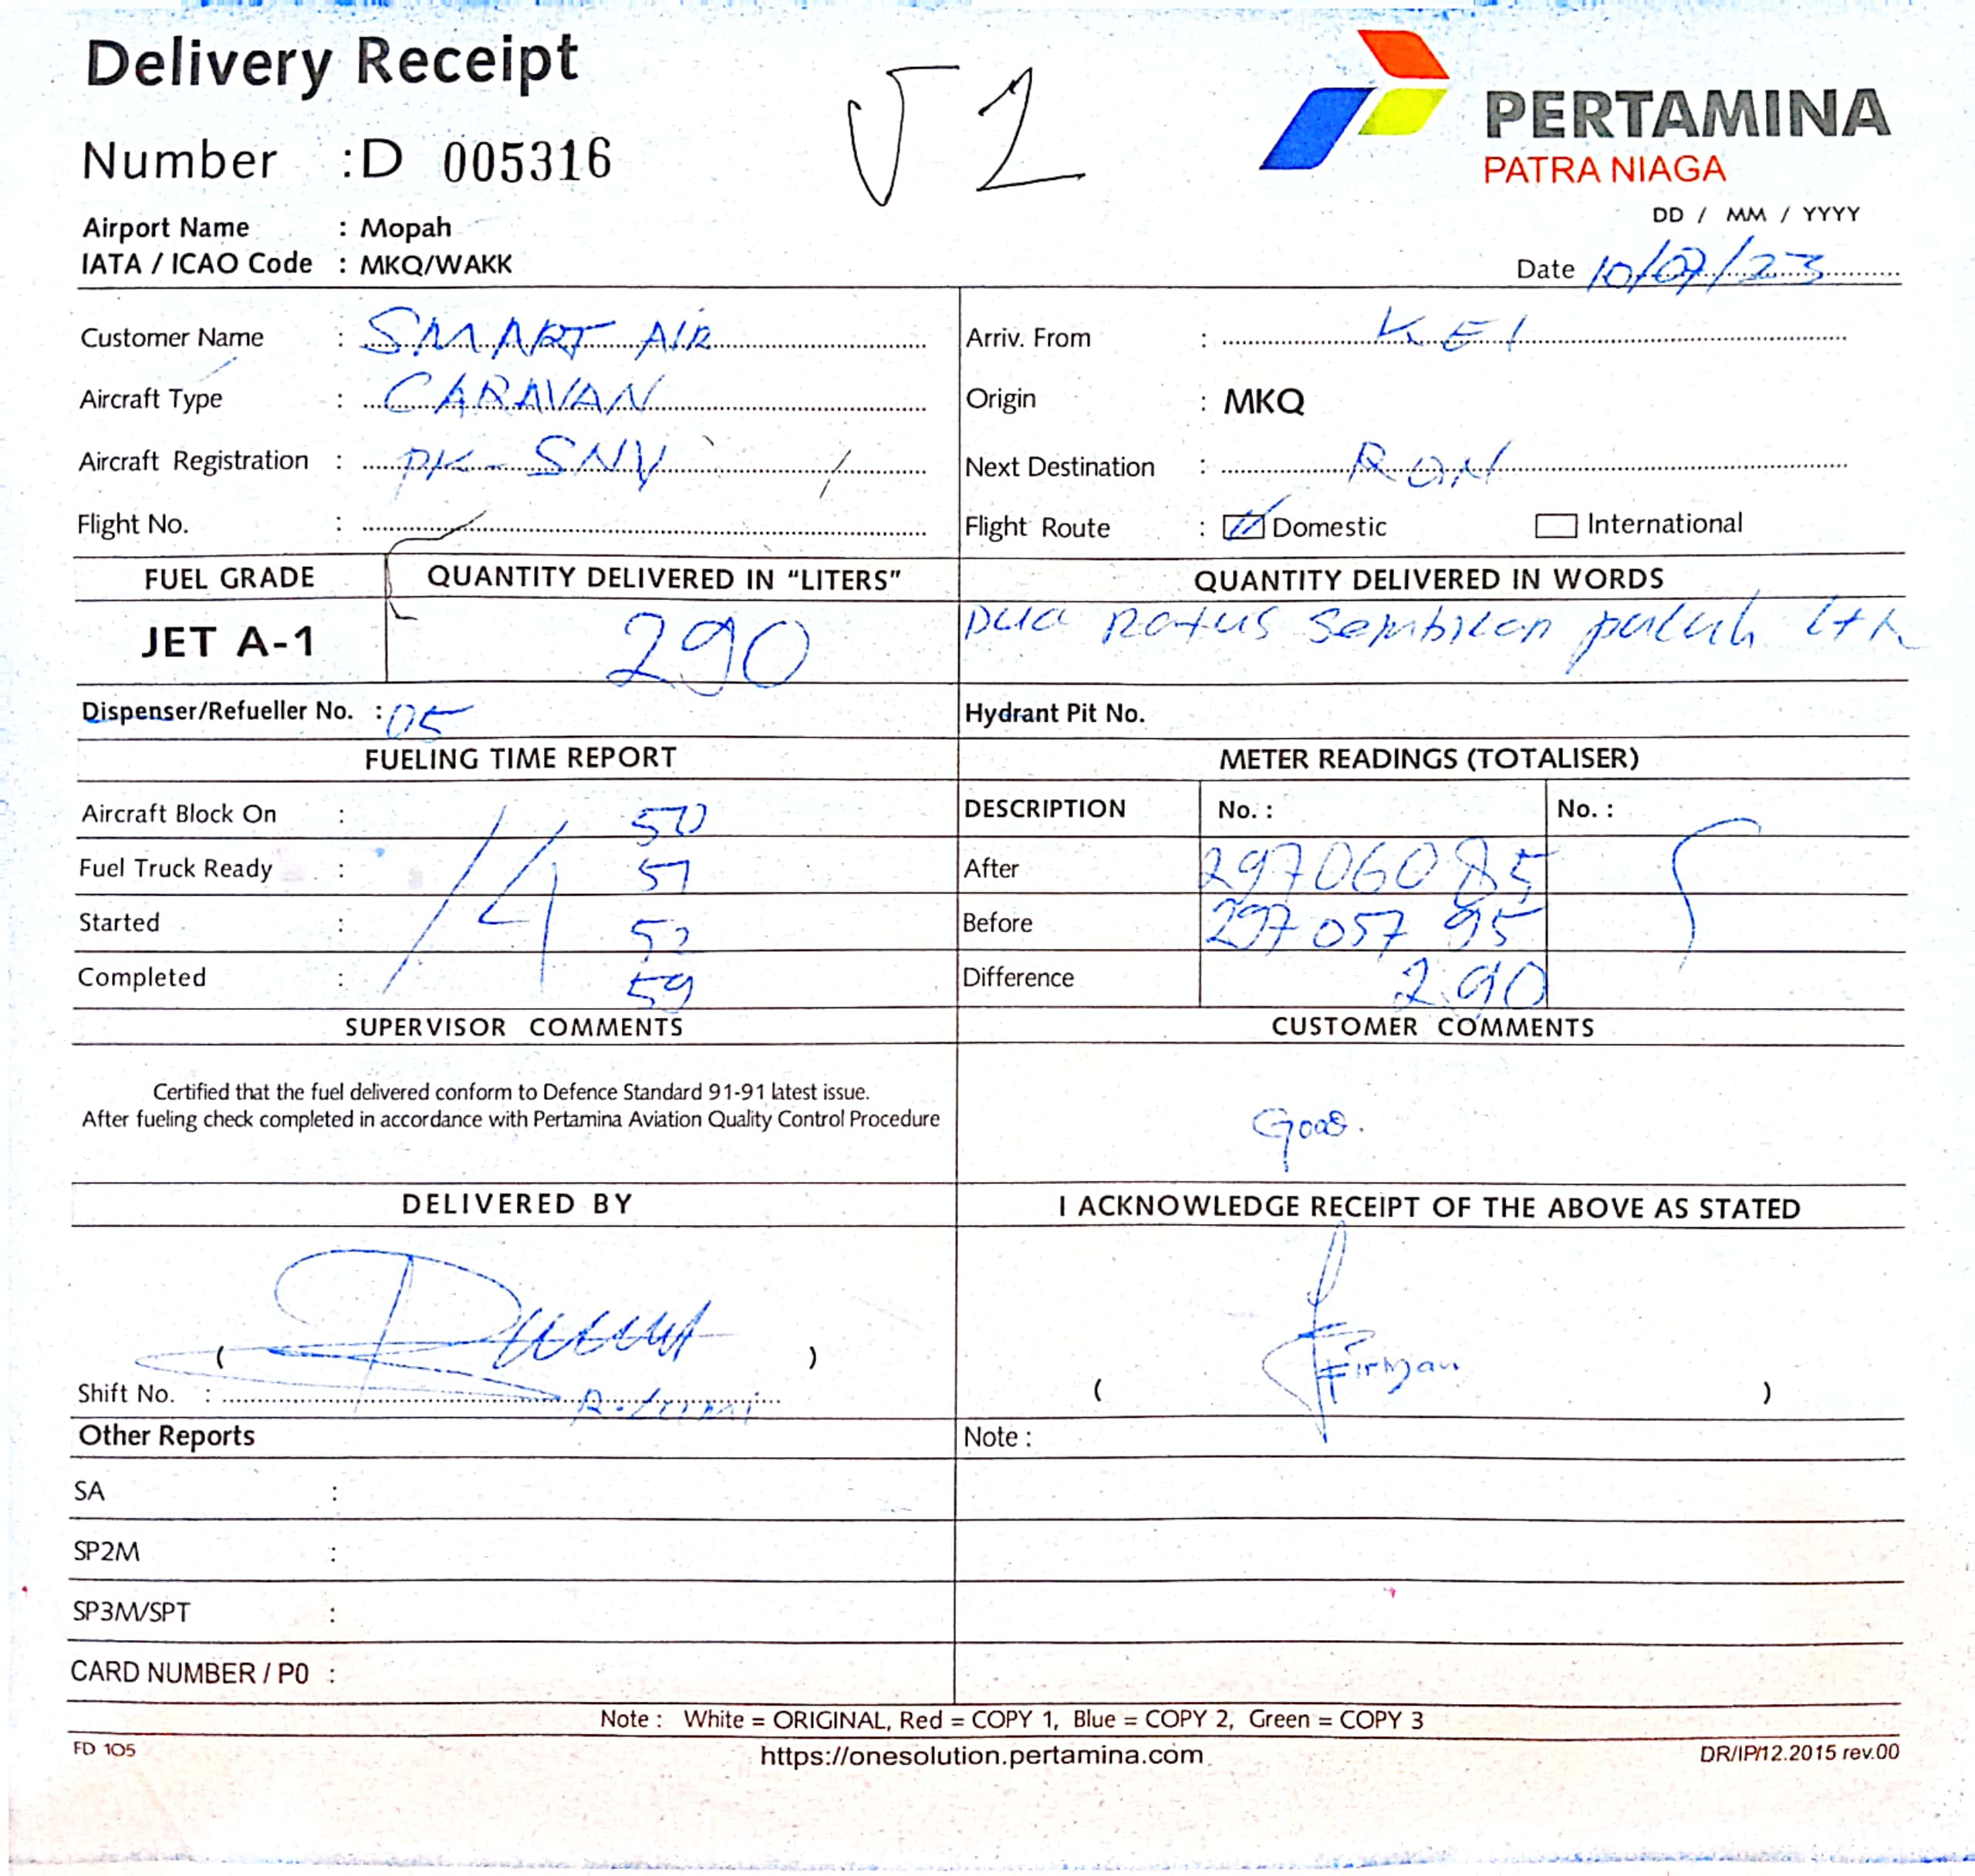 Delivery Receipt
Number :D 005316
PERTAMINA
PATRA NIAGA
Airport Name : Mopah
IATA / ICAO Code : MKQ/WAKK
DD / MM / YYYY
Date 10/07/23
Customer Name : SMART AIR
Arriv. From : KEI
Aircraft Type : CARAVAN
Origin : MKQ
Aircraft Registration : PK-SNV
Next Destination : RON
Flight No. :
Flight Route : Domestic International
FUEL GRADE QUANTITY DELIVERED IN “LITERS” QUANTITY DELIVERED IN WORDS
JET A-1 290 Dua Ratus Sembilan puluh Ltr
Dispenser/Refueller No. : 05 Hydrant Pit No.
FUELING TIME REPORT METER READINGS (TOTALISER)
Aircraft Block On : 14 50 DESCRIPTION No. : No. :
Fuel Truck Ready : 51 After 29706085
Started : 52 Before 29705795
Completed : 59 Difference 290
SUPERVISOR COMMENTS CUSTOMER COMMENTS
Certified that the fuel delivered conform to Defence Standard 91-91 latest issue.
After fueling check completed in accordance with Pertamina Aviation Quality Control Procedure
Good.
DELIVERED BY I ACKNOWLEDGE RECEIPT OF THE ABOVE AS STATED
( )
Shift No. :
( Firman )
Other Reports Note :
SA :
SP2M :
SP3M/SPT :
CARD NUMBER / P0 :
Note : White = ORIGINAL, Red = COPY 1, Blue = COPY 2, Green = COPY 3
FD 105 https://onesolution.pertamina.com DR/IP/12.2015 rev.00